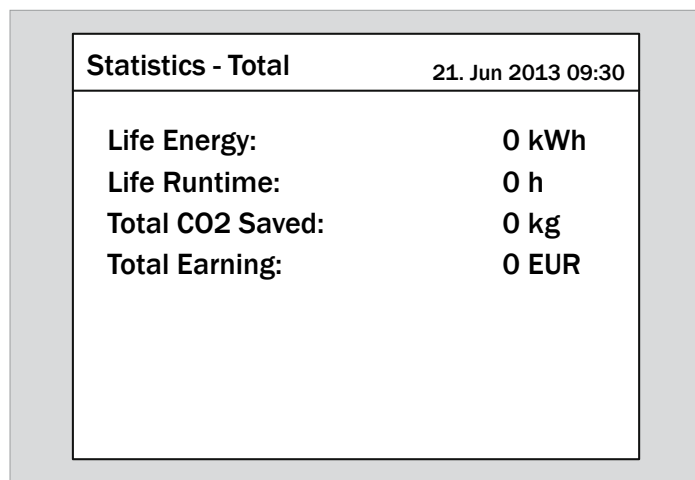 Statistics - Total 21. Jun 2013 09:30
Life Energy: 0 kWh
Life Runtime: 0 h
Total CO2 Saved: 0 kg
Total Earning: 0 EUR